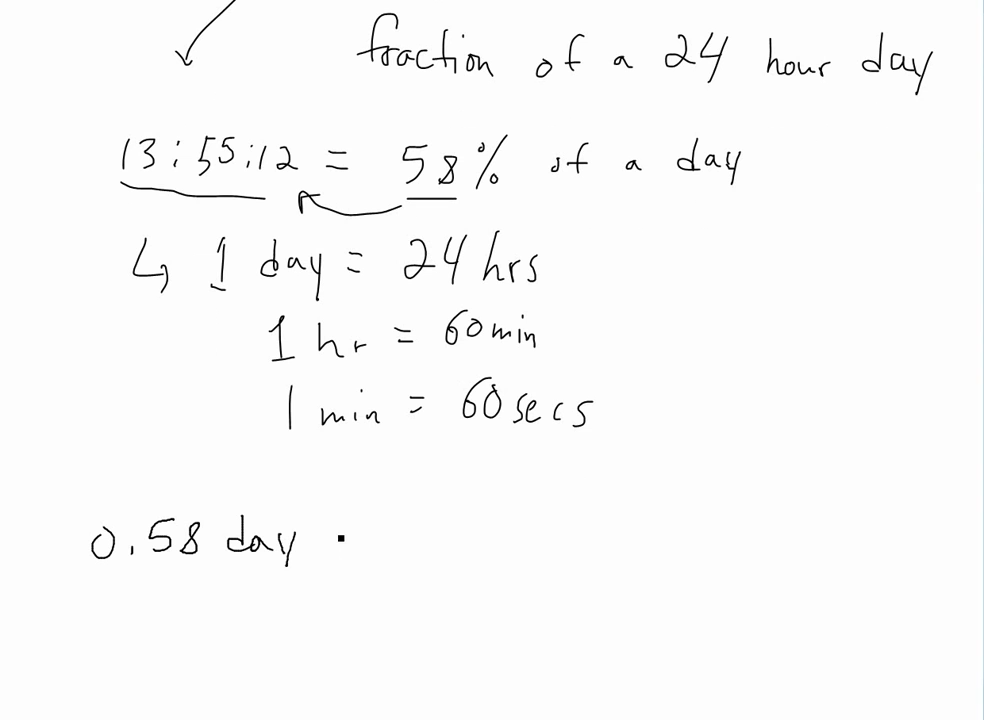 fraction of a 24 hour day
13:55:12 = 58% of a day
↳ 1 day = 24 hrs
1 hr = 60 min
1 min = 60 secs
0.58 day ·